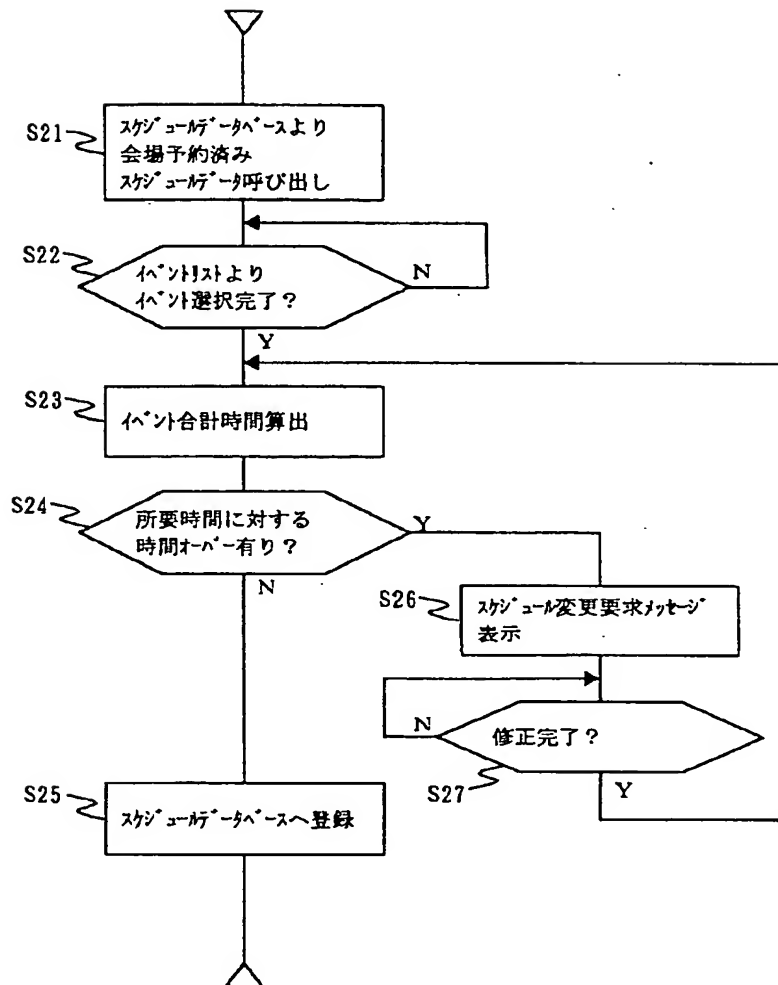 S21
スケジュールデータベースより
会場予約済み
スケジュールデータ呼び出し
S22
イベントリストより
イベント選択完了?
N
Y
S23
イベント合計時間算出
S24
所要時間に対する
時間オーバー有り?
Y
N
S26
スケジュール変更要求メッセージ
表示
N
修正完了?
S27
Y
S25
スケジュールデータベースへ登録